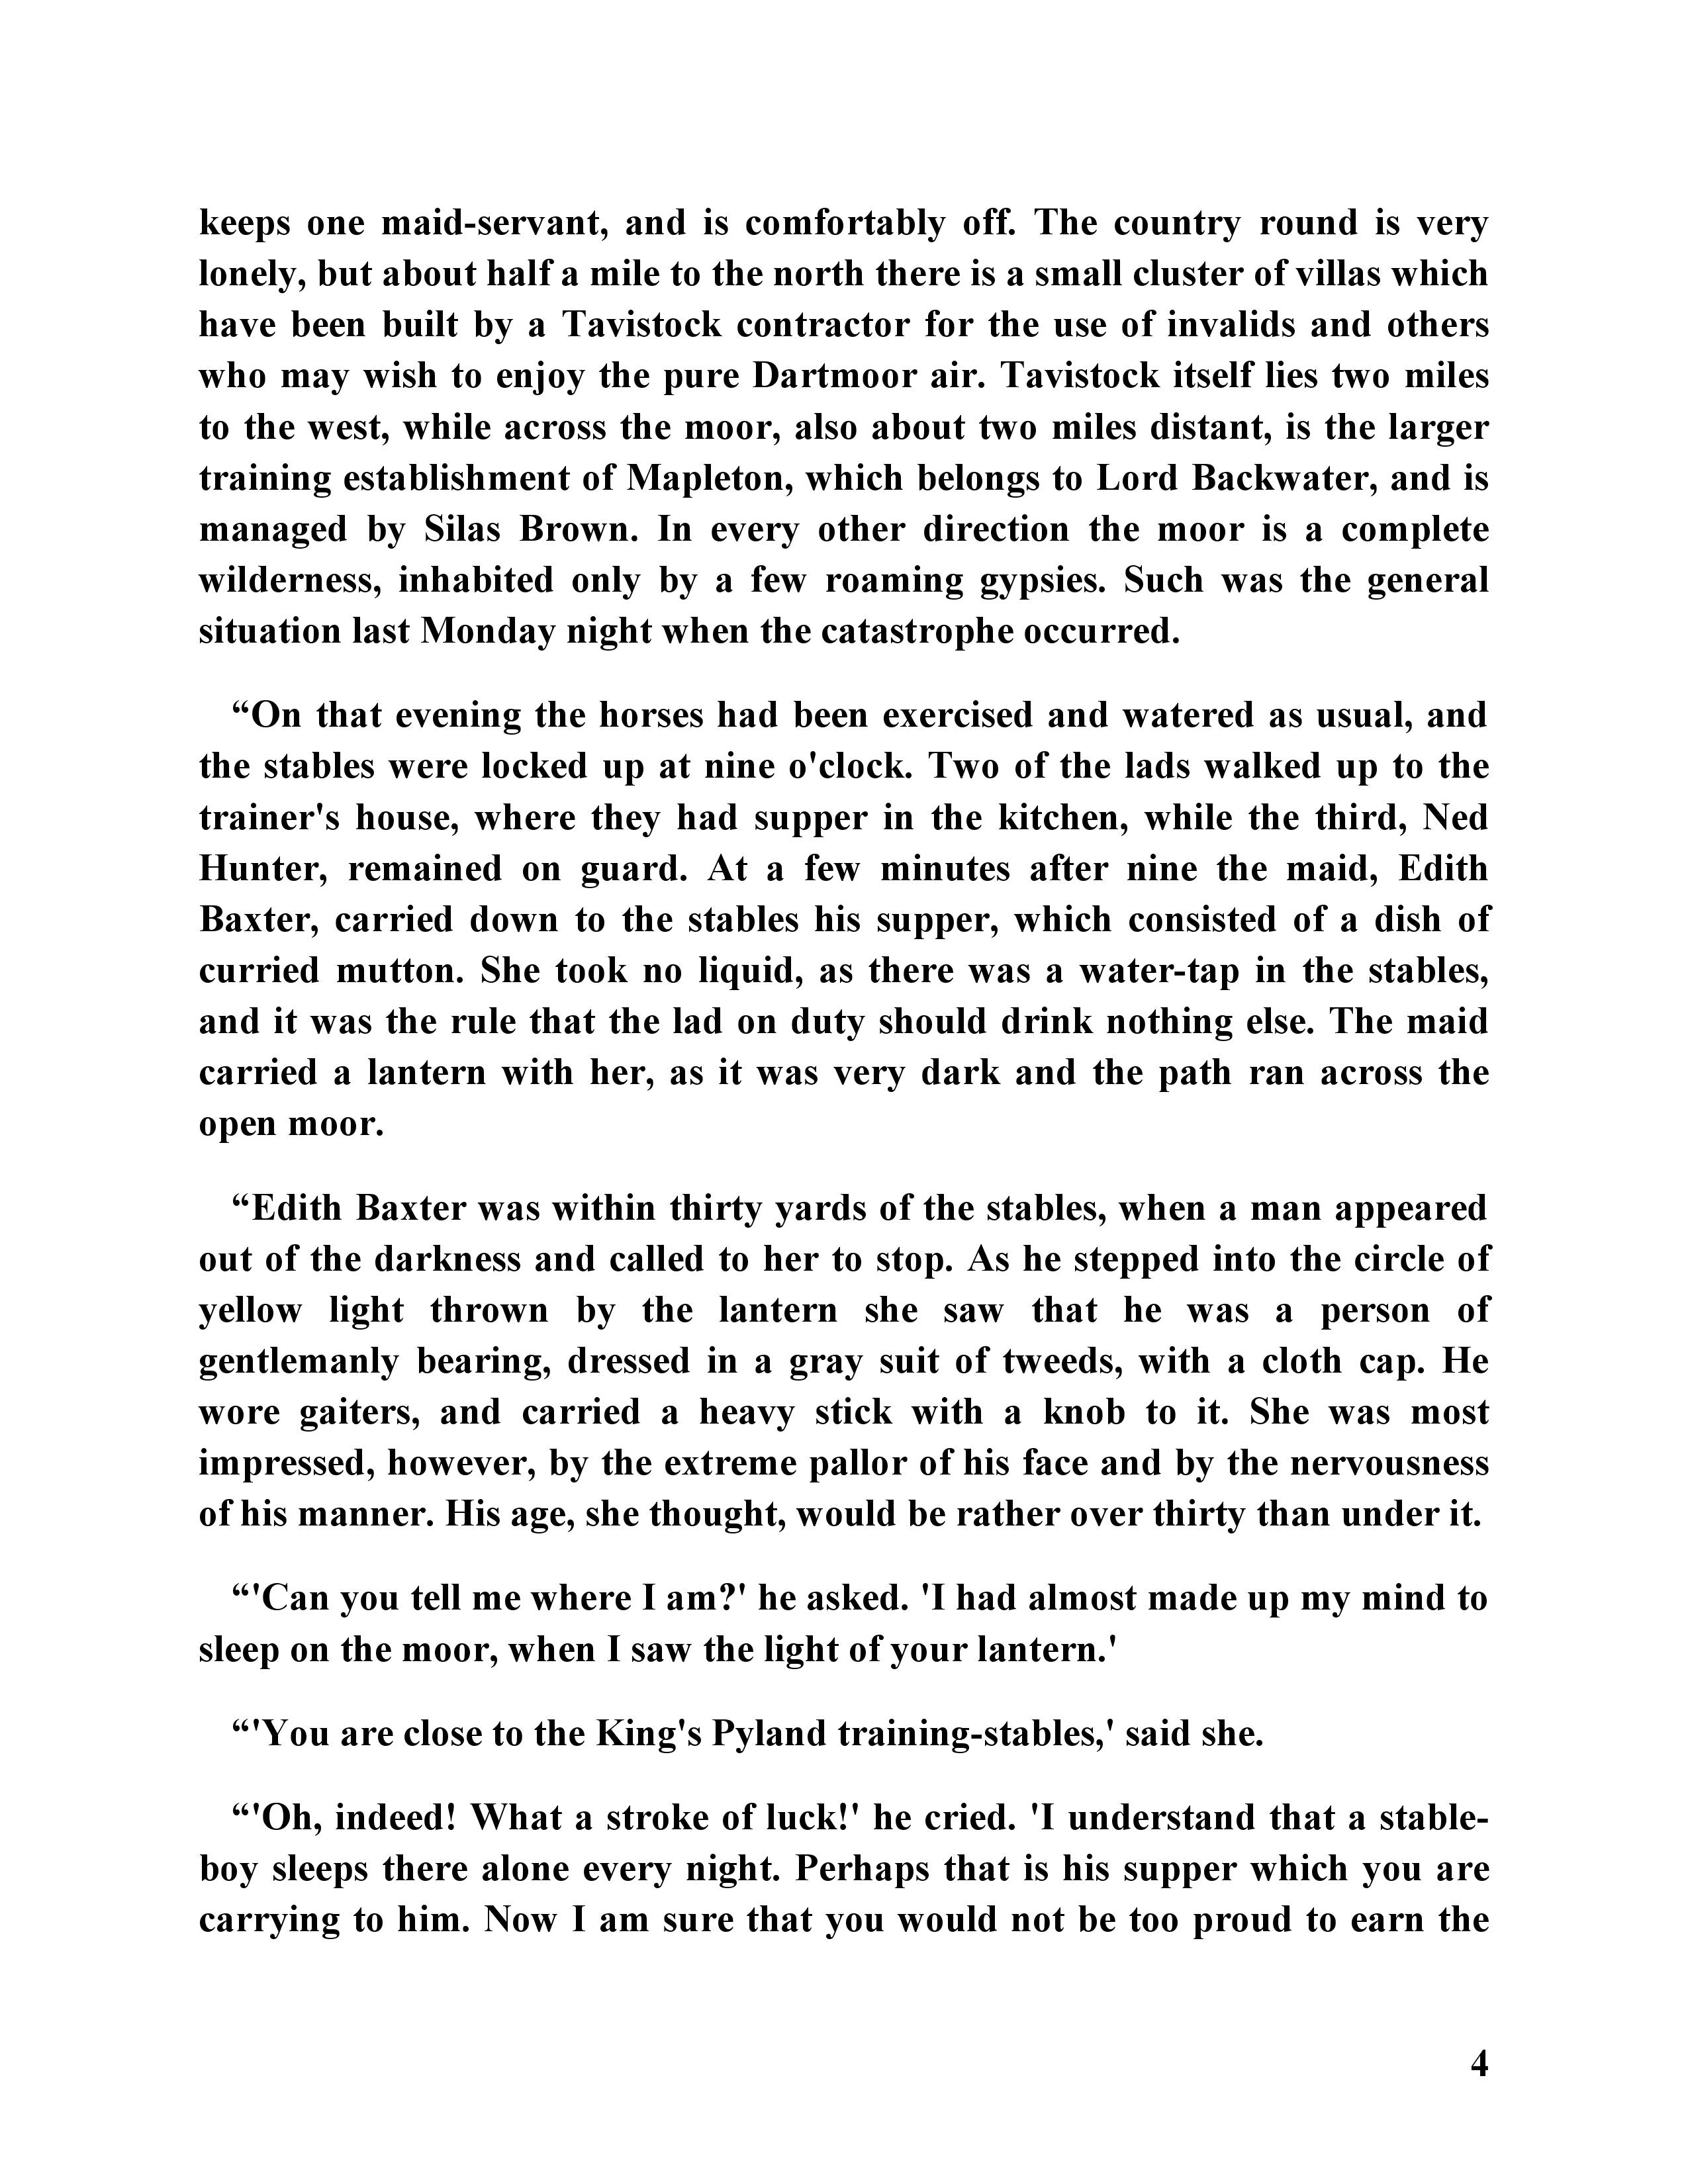 keeps one maid-servant, and is comfortably off. The country round is very
lonely, but about half a mile to the north there is a small cluster of villas which
have been built by a Tavistock contractor for the use of invalids and others
who may wish to enjoy the pure Dartmoor air. Tavistock itself lies two miles
to the west, while across the moor, also about two miles distant, is the larger
training establishment of Mapleton, which belongs to Lord Backwater, and is
managed by Silas Brown. In every other direction the moor is a complete
wilderness, inhabited only by a few roaming gypsies. Such was the general
situation last Monday night when the catastrophe occurred.
“On that evening the horses had been exercised and watered as usual, and
the stables were locked up at nine o'clock. Two of the lads walked up to the
trainer's house, where they had supper in the kitchen, while the third, Ned
Hunter, remained on guard. At a few minutes after nine the maid, Edith
Baxter, carried down to the stables his supper, which consisted of a dish of
curried mutton. She took no liquid, as there was a water-tap in the stables,
and it was the rule that the lad on duty should drink nothing else. The maid
carried a lantern with her, as it was very dark and the path ran across the
open moor.
“Edith Baxter was within thirty yards of the stables, when a man appeared
out of the darkness and called to her to stop. As he stepped into the circle of
yellow light thrown by the lantern she saw that he was a person of
gentlemanly bearing, dressed in a gray suit of tweeds, with a cloth cap. He
wore gaiters, and carried a heavy stick with a knob to it. She was most
impressed, however, by the extreme pallor of his face and by the nervousness
of his manner. His age, she thought, would be rather over thirty than under it.
“'Can you tell me where I am?' he asked. 'I had almost made up my mind to
sleep on the moor, when I saw the light of your lantern.'
“'You are close to the King's Pyland training-stables,' said she.
“'Oh, indeed! What a stroke of luck!' he cried. 'I understand that a stable-
boy sleeps there alone every night. Perhaps that is his supper which you are
carrying to him. Now I am sure that you would not be too proud to earn the
4